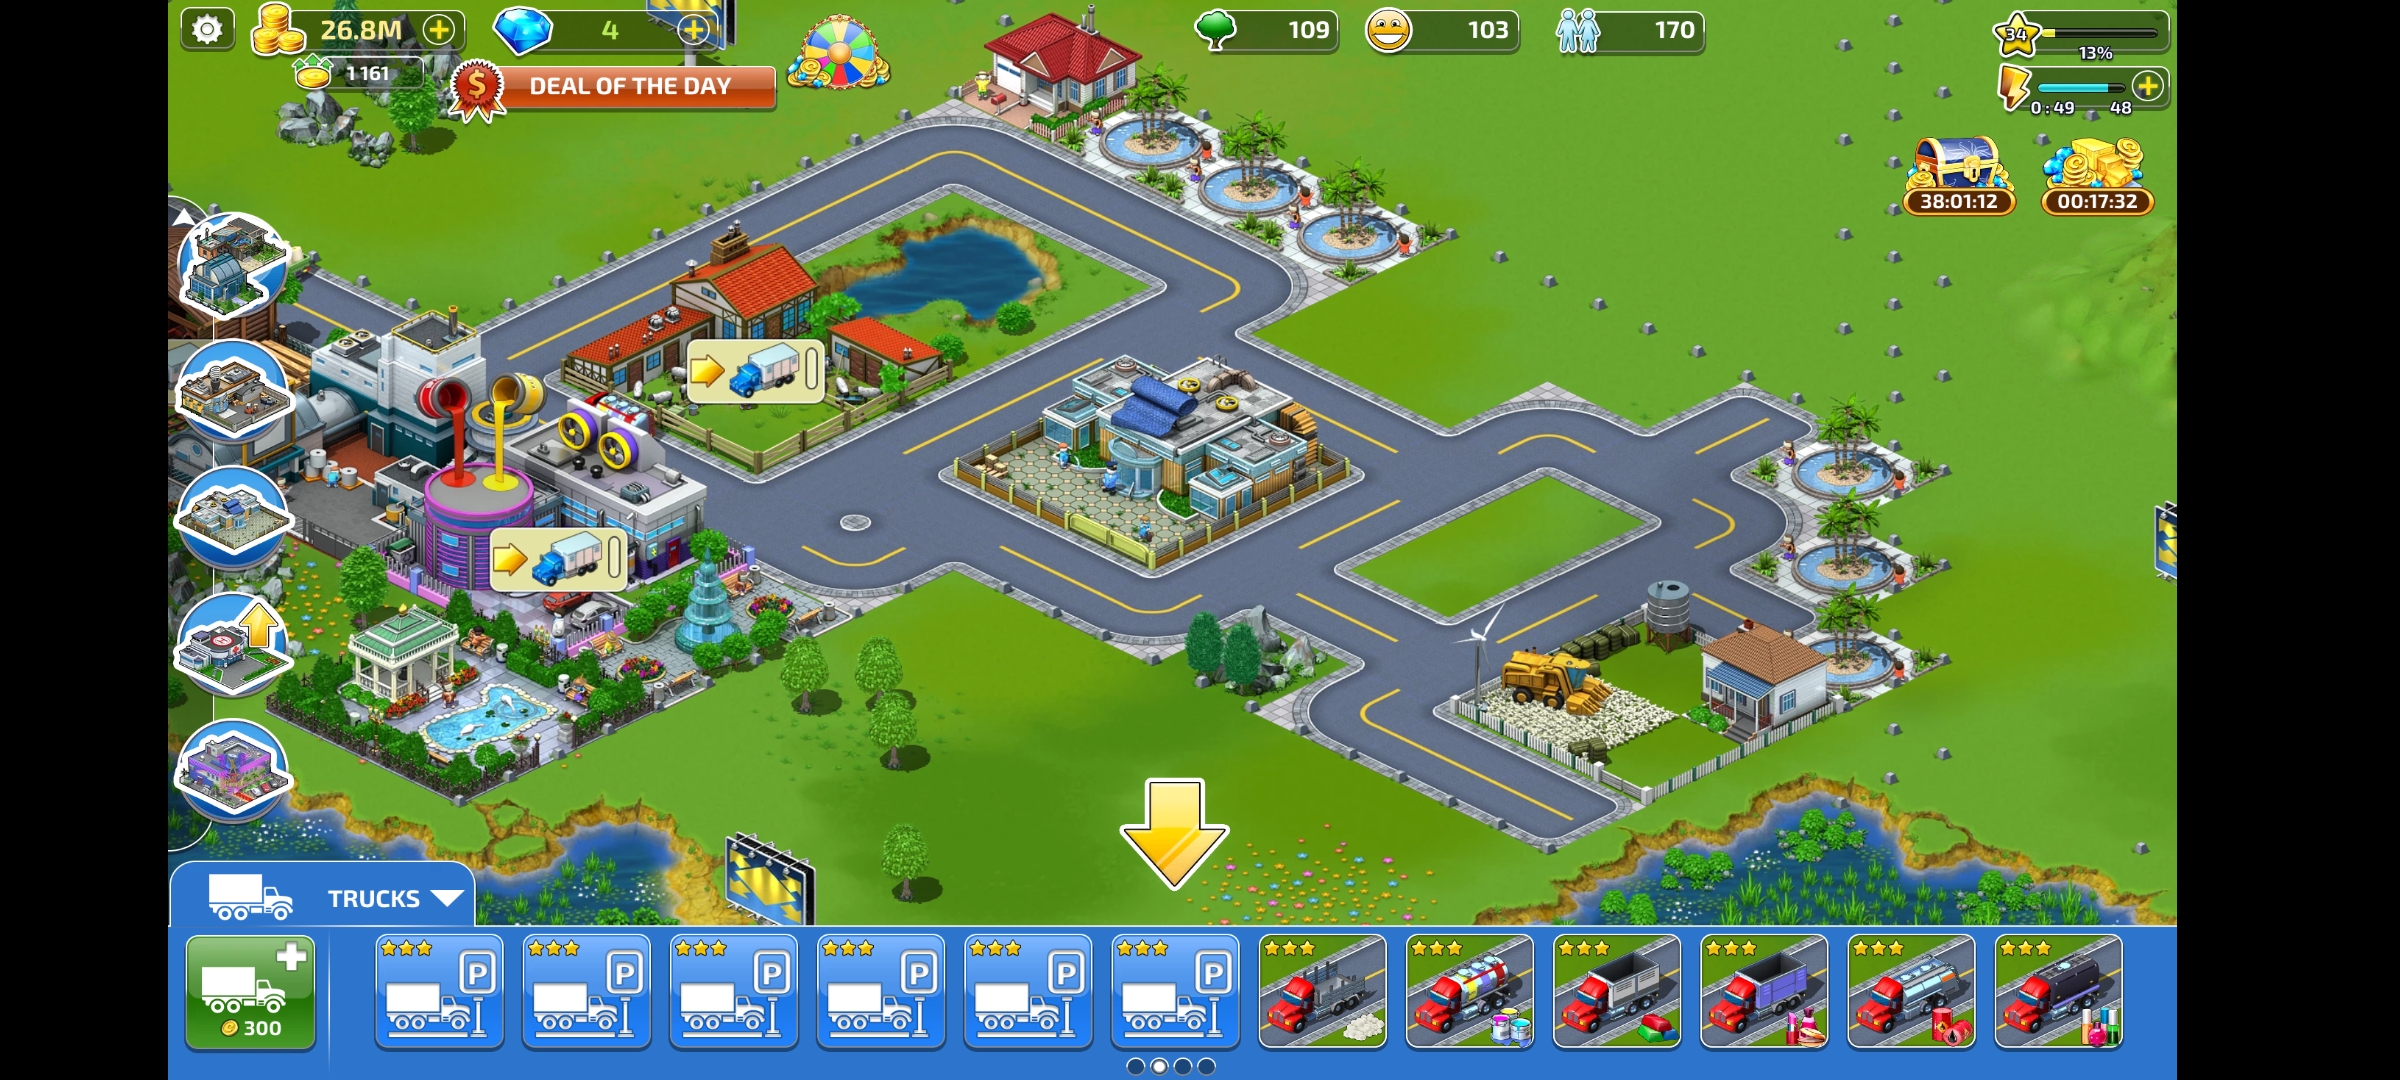 26.8M
4
109
103
170
34
13%
1 161
DEAL OF THE DAY
0:49
48
38:01:12
00:17:32
TRUCKS
P
P
P
P
P
P
300